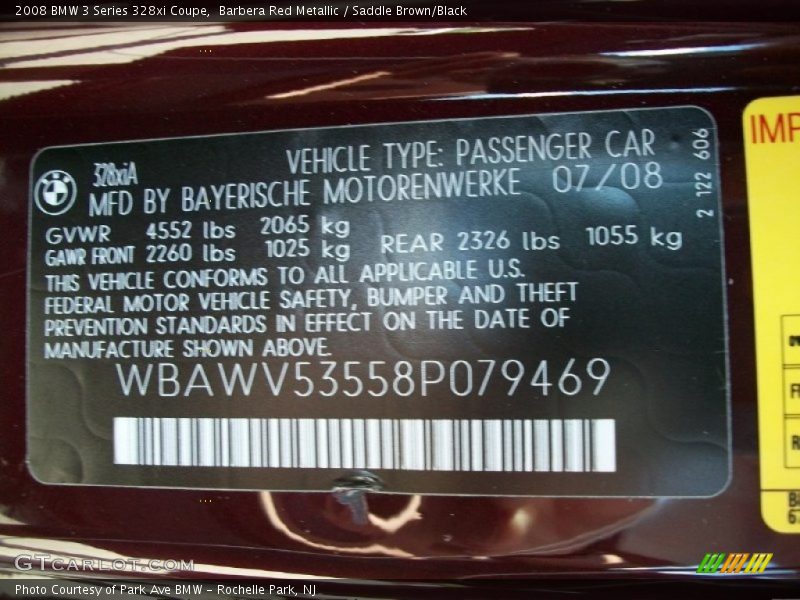 2008 BMW 3 Series 328xi Coupe, Barbera Red Metallic / Saddle Brown/Black
BMW
328xiA
VEHICLE TYPE: PASSENGER CAR
MFD BY BAYERISCHE MOTORENWERKE 07/08
GVWR 4552 lbs 2065 kg
GAWR FRONT 2260 lbs 1025 kg REAR 2326 lbs 1055 kg
THIS VEHICLE CONFORMS TO ALL APPLICABLE U.S.
FEDERAL MOTOR VEHICLE SAFETY, BUMPER AND THEFT
PREVENTION STANDARDS IN EFFECT ON THE DATE OF
MANUFACTURE SHOWN ABOVE.
WBAWV53558P079469
2 122 606
IMP
GTCARLOT.COM
Photo Courtesy of Park Ave BMW - Rochelle Park, NJ